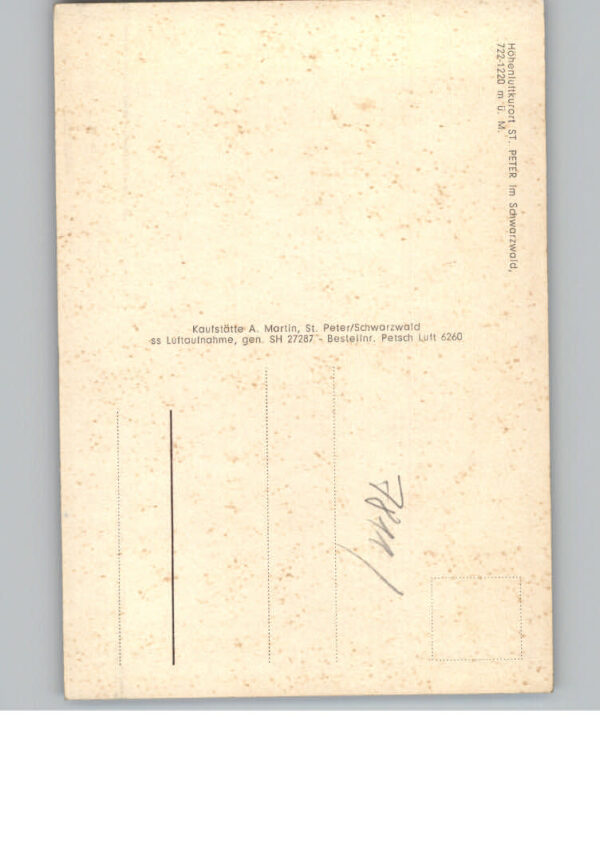 Höhenluftkurort ST. PETER im Schwarzwald,
722-1220 m ü. M.
Kaufstätte A. Martin, St. Peter/Schwarzwald
ss Luftaufnahme, gen. SH 27287 - Bestellnr. Petsch Luft 6260